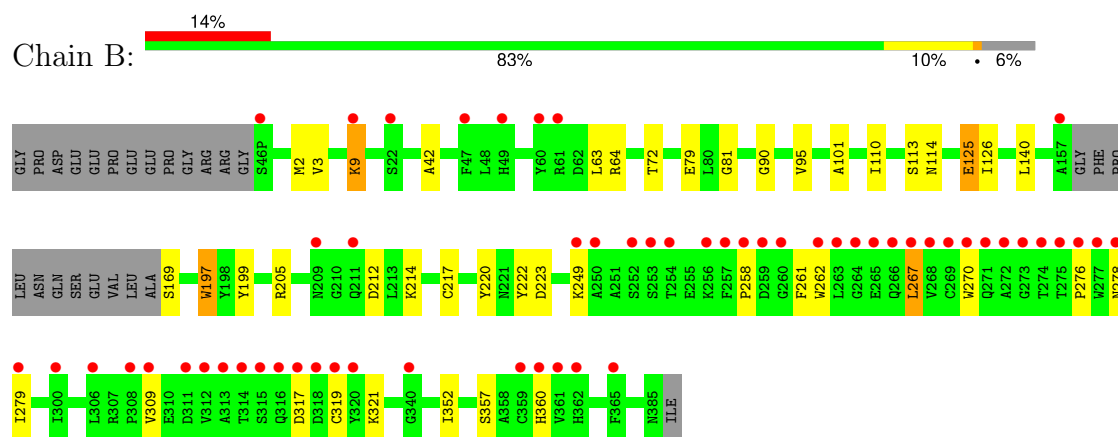 14%
Chain B:
83% 10% • 6%
GLY PRO ASP GLU GLU PRO GLU GLU PRO GLY ARG ARG GLY S46P M2 V3 K9 S22 A42 F47 L48 H49 Y60 R61 D62 L63 R64 T72 E79 L80 G81 G90 V95 A101 I110 S113 N114 E125 I126 L140 A157 GLY PHE PRO
LEU ASN GLN SER GLU VAL LEU ALA S169 W197 Y198 Y199 R205 N209 G210 Q211 D212 L213 K214 C217 Y220 N221 Y222 D223 K249 A250 A251 S252 S253 T254 E255 K256 F257 P258 D259 G260 F261 W262 L263 G264 E265 Q266 L267 V268 C269 W270 Q271 A272 G273 T274 T275 P276 W277 N278
I279 I300 L306 R307 P308 V309 E310 D311 V312 A313 T314 S315 Q316 D317 D318 C319 Y320 K321 G340 I352 S357 A358 C359 H360 V361 H362 F365 N385 ILE